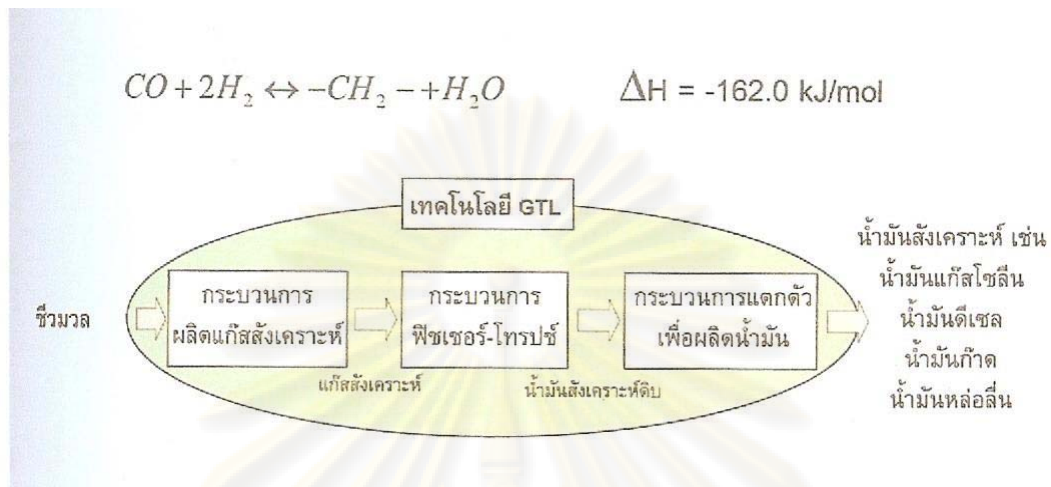 CO + 2H₂ ↔ −CH₂ − +H₂O
ΔH = -162.0 kJ/mol
เทคโนโลยี GTL
ชีวมวล
กระบวนการ
ผลิตแก๊สสังเคราะห์
แก๊สสังเคราะห์
กระบวนการ
ฟิชเชอร์-โทรปช์
น้ำมันสังเคราะห์ดิบ
กระบวนการแตกตัว
เพื่อผลิตน้ำมัน
น้ำมันสังเคราะห์ เช่น
น้ำมันแก๊สโซลีน
น้ำมันดีเซล
น้ำมันก๊าด
น้ำมันหล่อลื่น